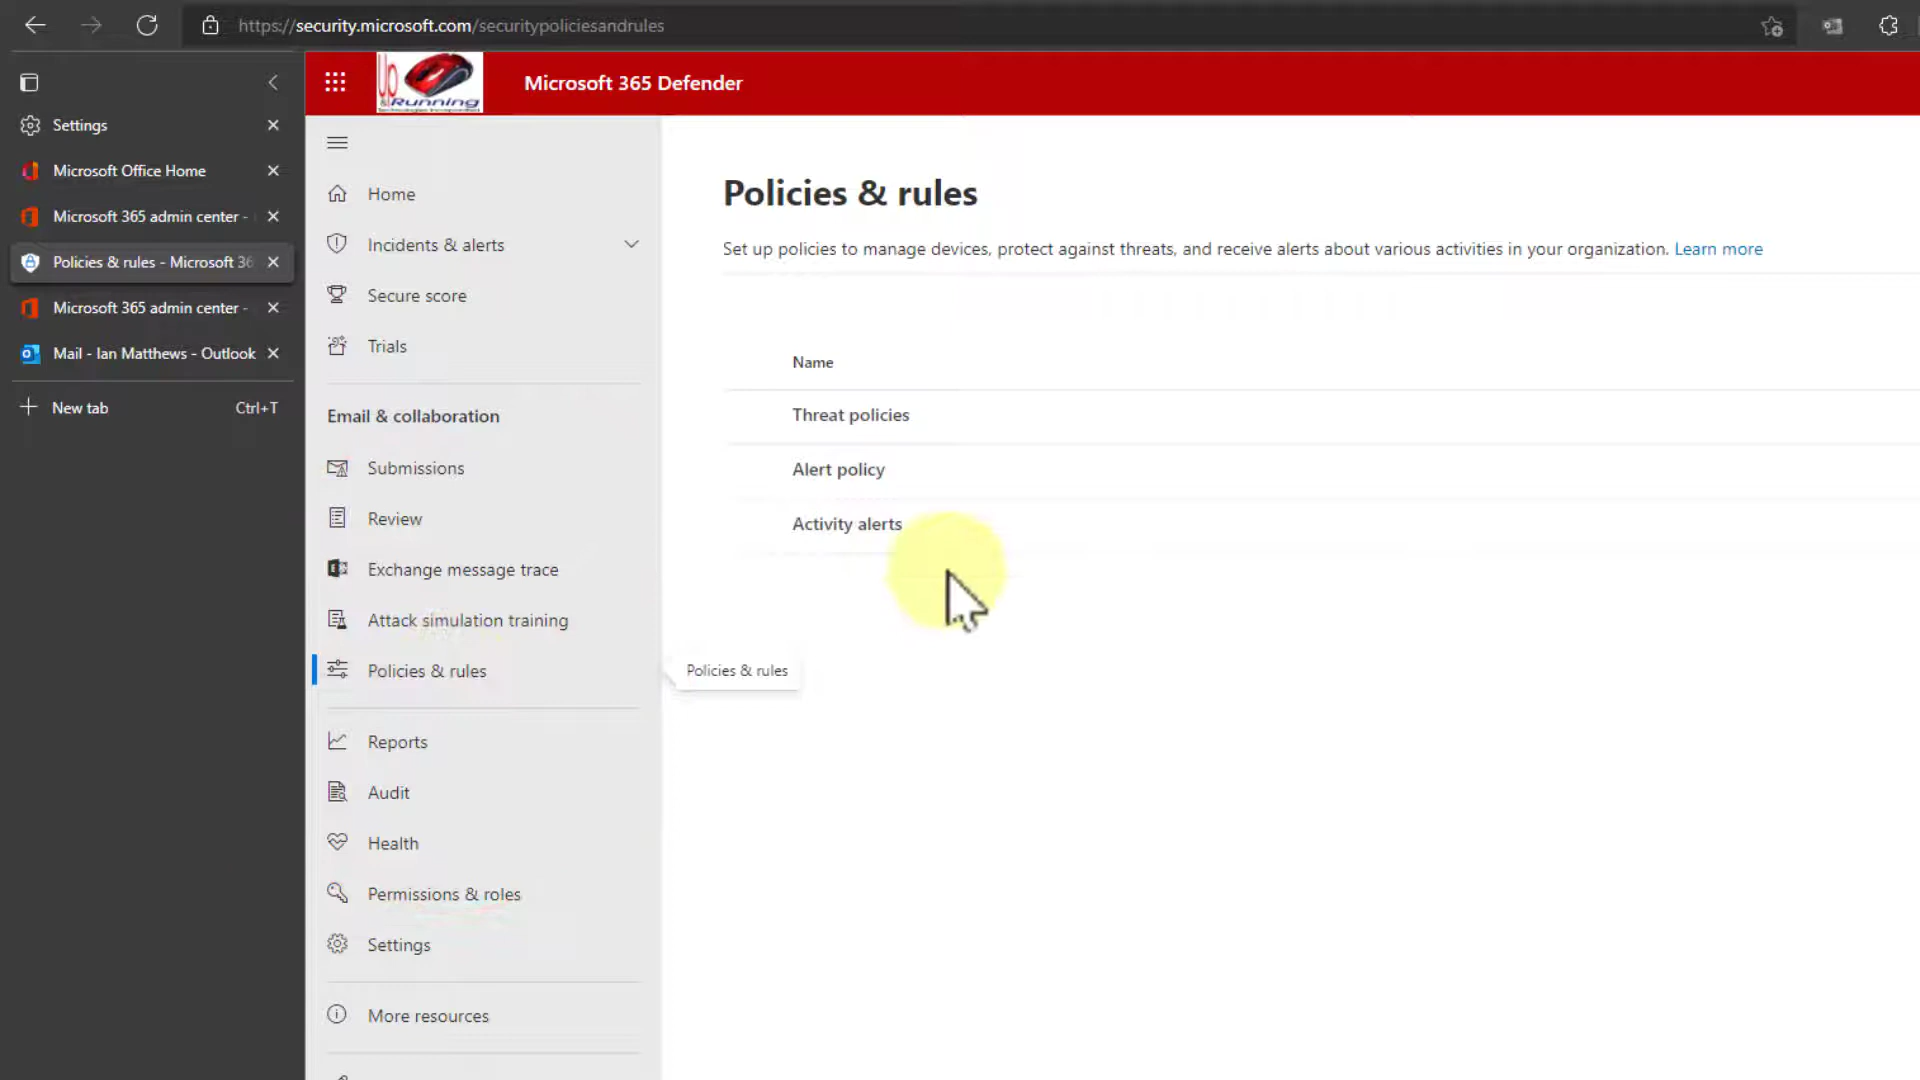 https://security.microsoft.com/securitypoliciesandrules
Settings
Microsoft Office Home
Microsoft 365 admin center -
Policies & rules - Microsoft 36
Microsoft 365 admin center -
Mail - Ian Matthews - Outlook
New tab Ctrl+T
Up & Running
Microsoft 365 Defender
Home
Incidents & alerts
Secure score
Trials
Email & collaboration
Submissions
Review
Exchange message trace
Attack simulation training
Policies & rules
Reports
Audit
Health
Permissions & roles
Settings
More resources
Policies & rules
Set up policies to manage devices, protect against threats, and receive alerts about various activities in your organization. Learn more
Name
Threat policies
Alert policy
Activity alerts
Policies & rules